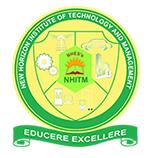 NEW HORIZON INSTITUTE OF TECHNOLOGY AND MANAGEMENT
NHITM
EDUCERE EXCELLERE